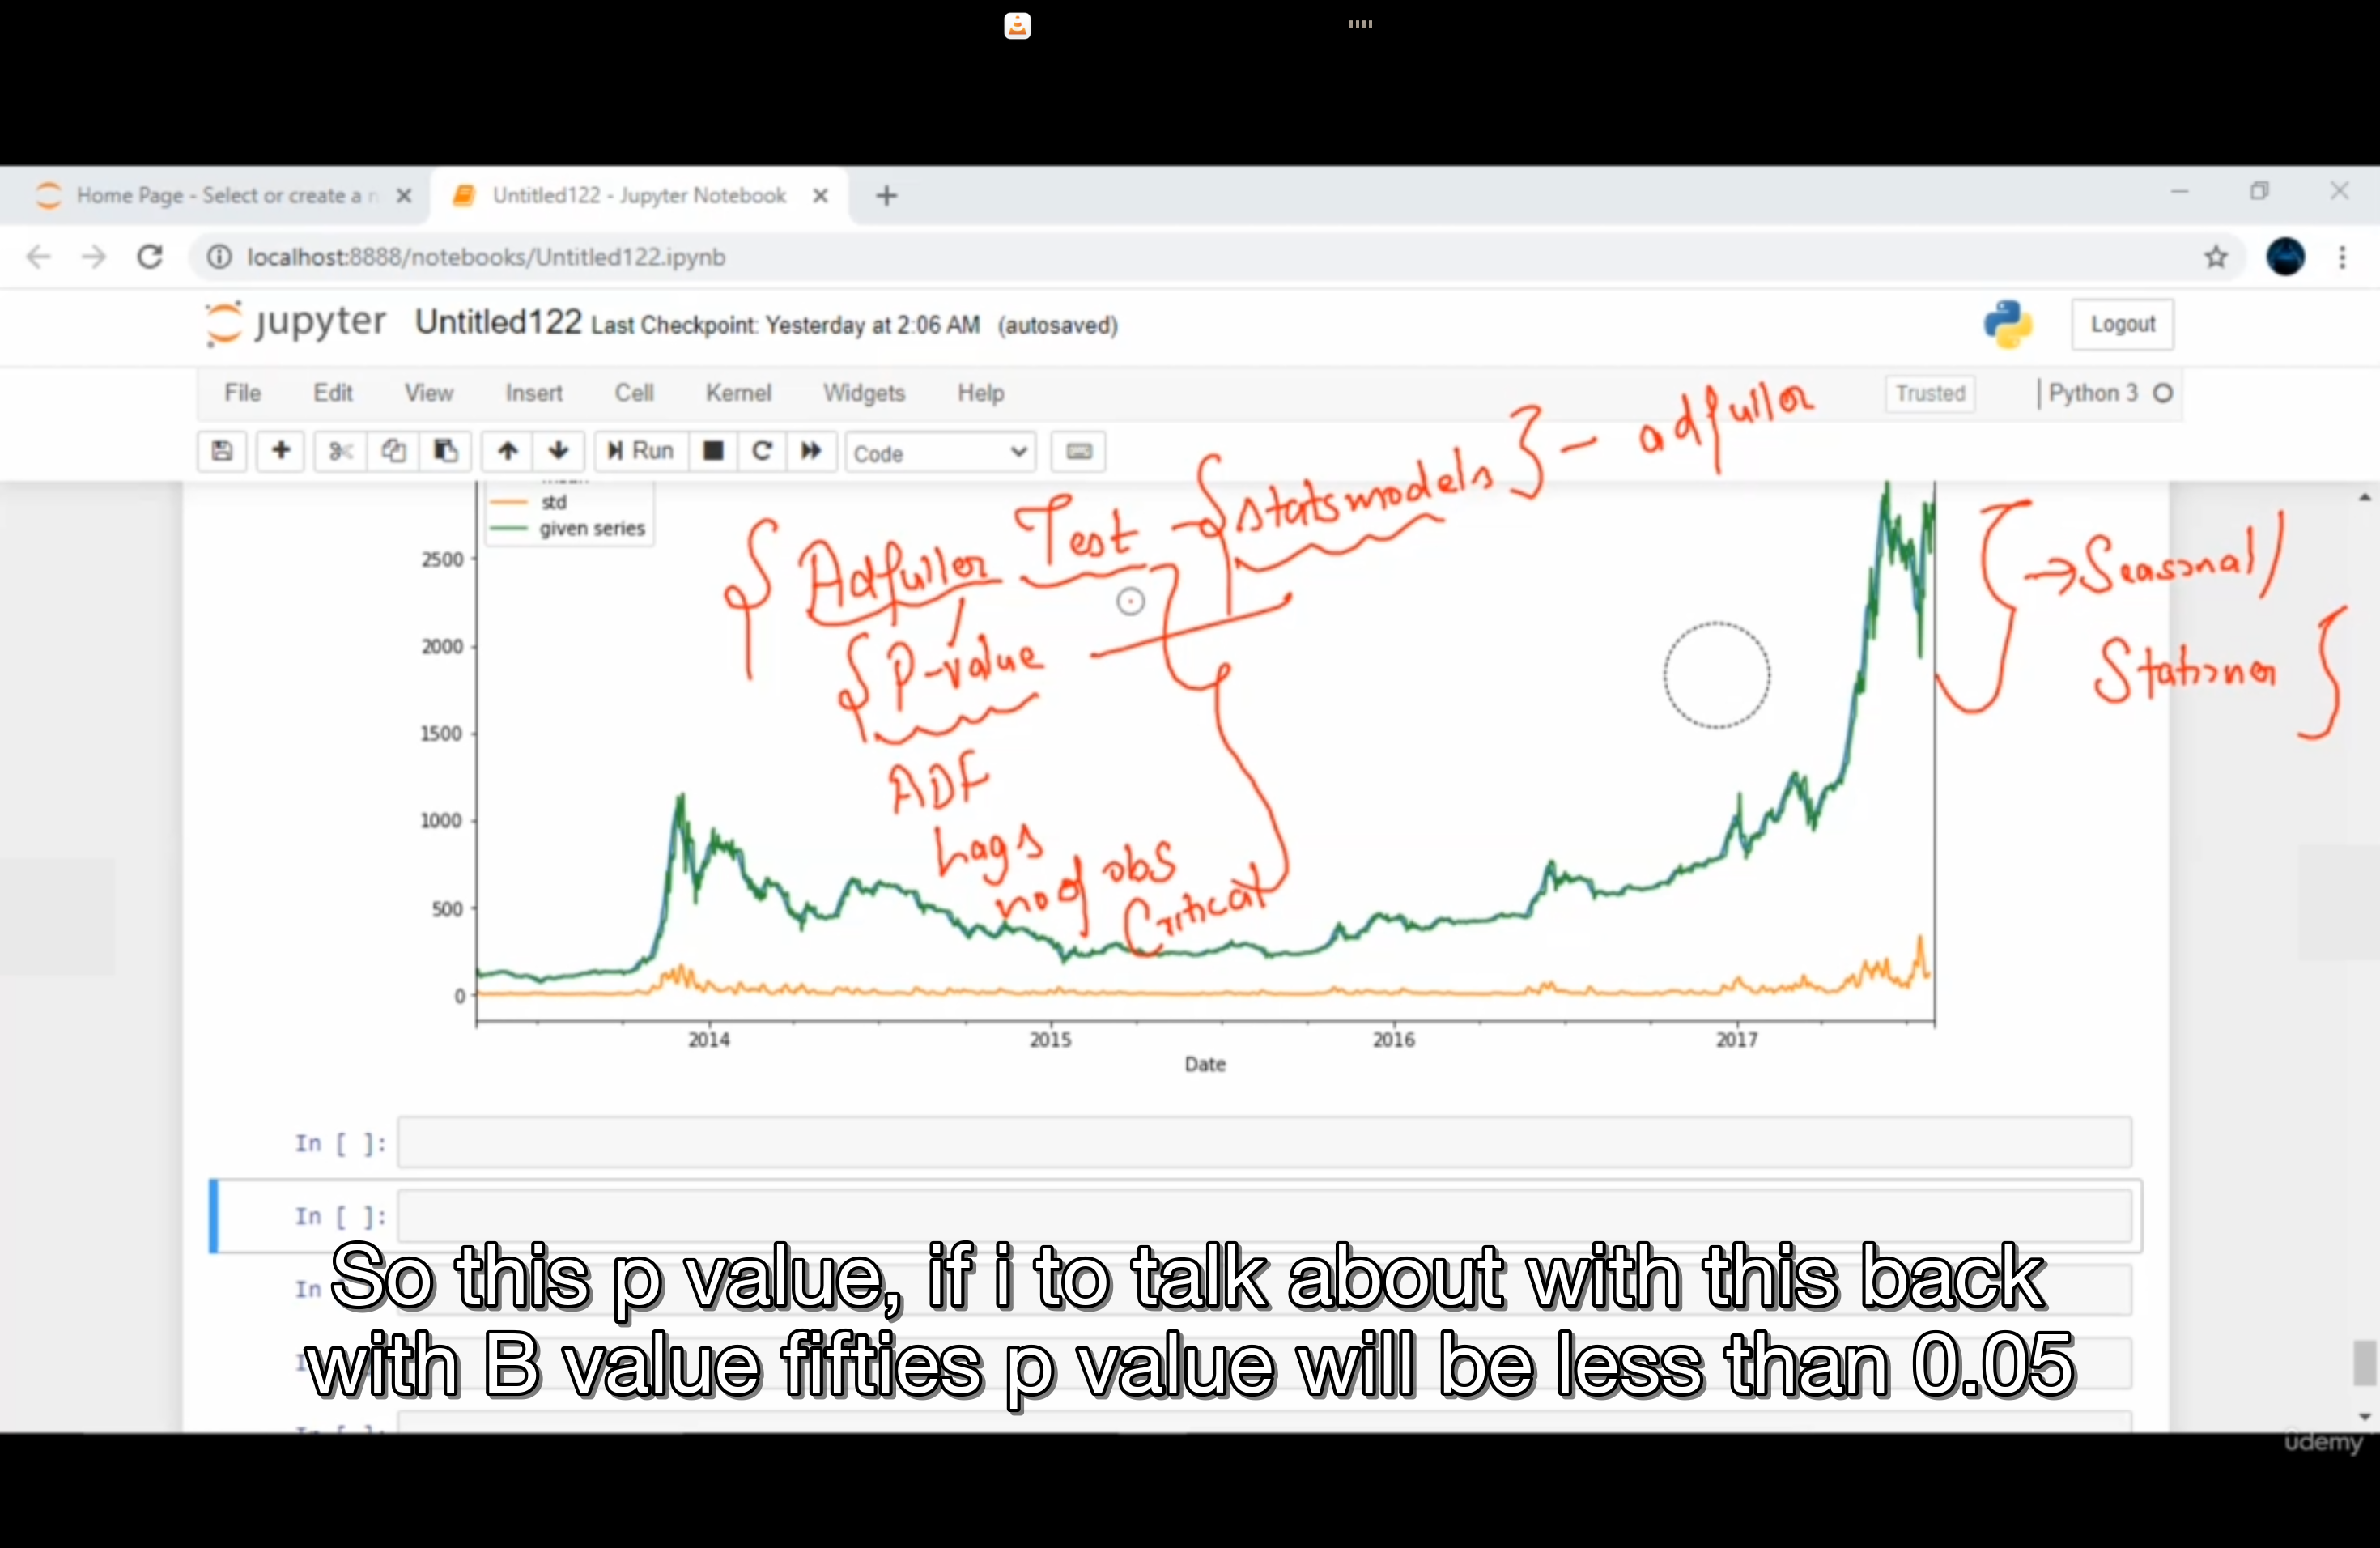 Home Page - Select or create a n
Untitled122 - Jupyter Notebook
localhost:8888/notebooks/Untitled122.ipynb
jupyter Untitled122 Last Checkpoint: Yesterday at 2:06 AM (autosaved)
Logout
File Edit View Insert Cell Kernel Widgets Help
Trusted Python 3
Run Code
std
given series
Adfuller Test - {statsmodels} - adfuller
P-value
ADF
Lags
no of obs
Critical
→ Seasonal /
Stationer
2500
2000
1500
1000
500
0
2014 2015 2016 2017
Date
In [ ]:
In [ ]:
In
So this p value, if i to talk about with this back
with B value fifties p value will be less than 0.05
ûdemy